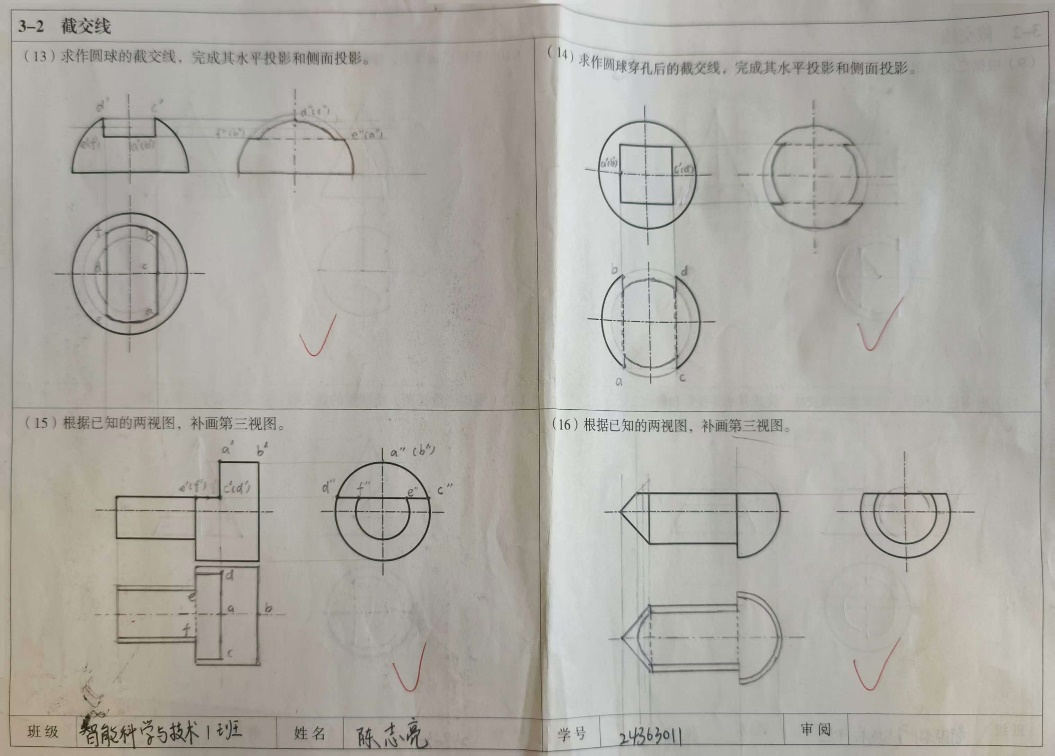 3-2 截交线
(13) 求作圆球的截交线，完成其水平投影和侧面投影。
d' c'
e'(f') a'(b')
d"(c")
f"(b") e"(a")
f b
d c
e a
(14) 求作圆球穿孔后的截交线，完成其水平投影和侧面投影。
a'(b') c'(d')
b d
a c
(15) 根据已知的两视图，补画第三视图。
a' b'
e'(f') c'(d')
a" (b")
d" f" e" c"
d
e a b
f
c
(16) 根据已知的两视图，补画第三视图。
班级 智能科学与技术1班 姓名 陈志亮 学号 24363011 审阅